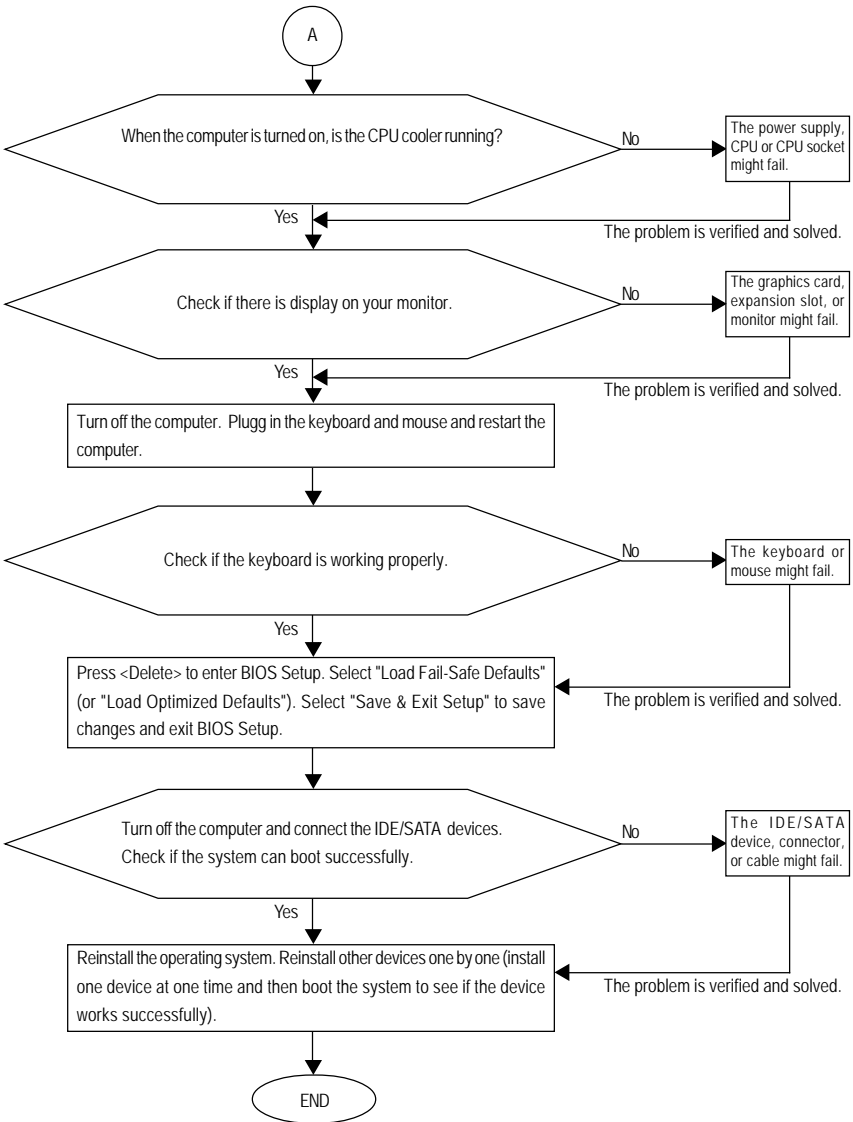 A
When the computer is turned on, is the CPU cooler running?
No
The power supply,
CPU or CPU socket
might fail.
Yes
The problem is verified and solved.
Check if there is display on your monitor.
No
The graphics card,
expansion slot, or
monitor might fail.
Yes
The problem is verified and solved.
Turn off the computer. Plugg in the keyboard and mouse and restart the
computer.
Check if the keyboard is working properly.
No
The keyboard or
mouse might fail.
Yes
Press <Delete> to enter BIOS Setup. Select "Load Fail-Safe Defaults"
(or "Load Optimized Defaults"). Select "Save & Exit Setup" to save
changes and exit BIOS Setup.
The problem is verified and solved.
Turn off the computer and connect the IDE/SATA devices.
Check if the system can boot successfully.
No
The IDE/SATA
device, connector,
or cable might fail.
Yes
Reinstall the operating system. Reinstall other devices one by one (install
one device at one time and then boot the system to see if the device
works successfully).
The problem is verified and solved.
END